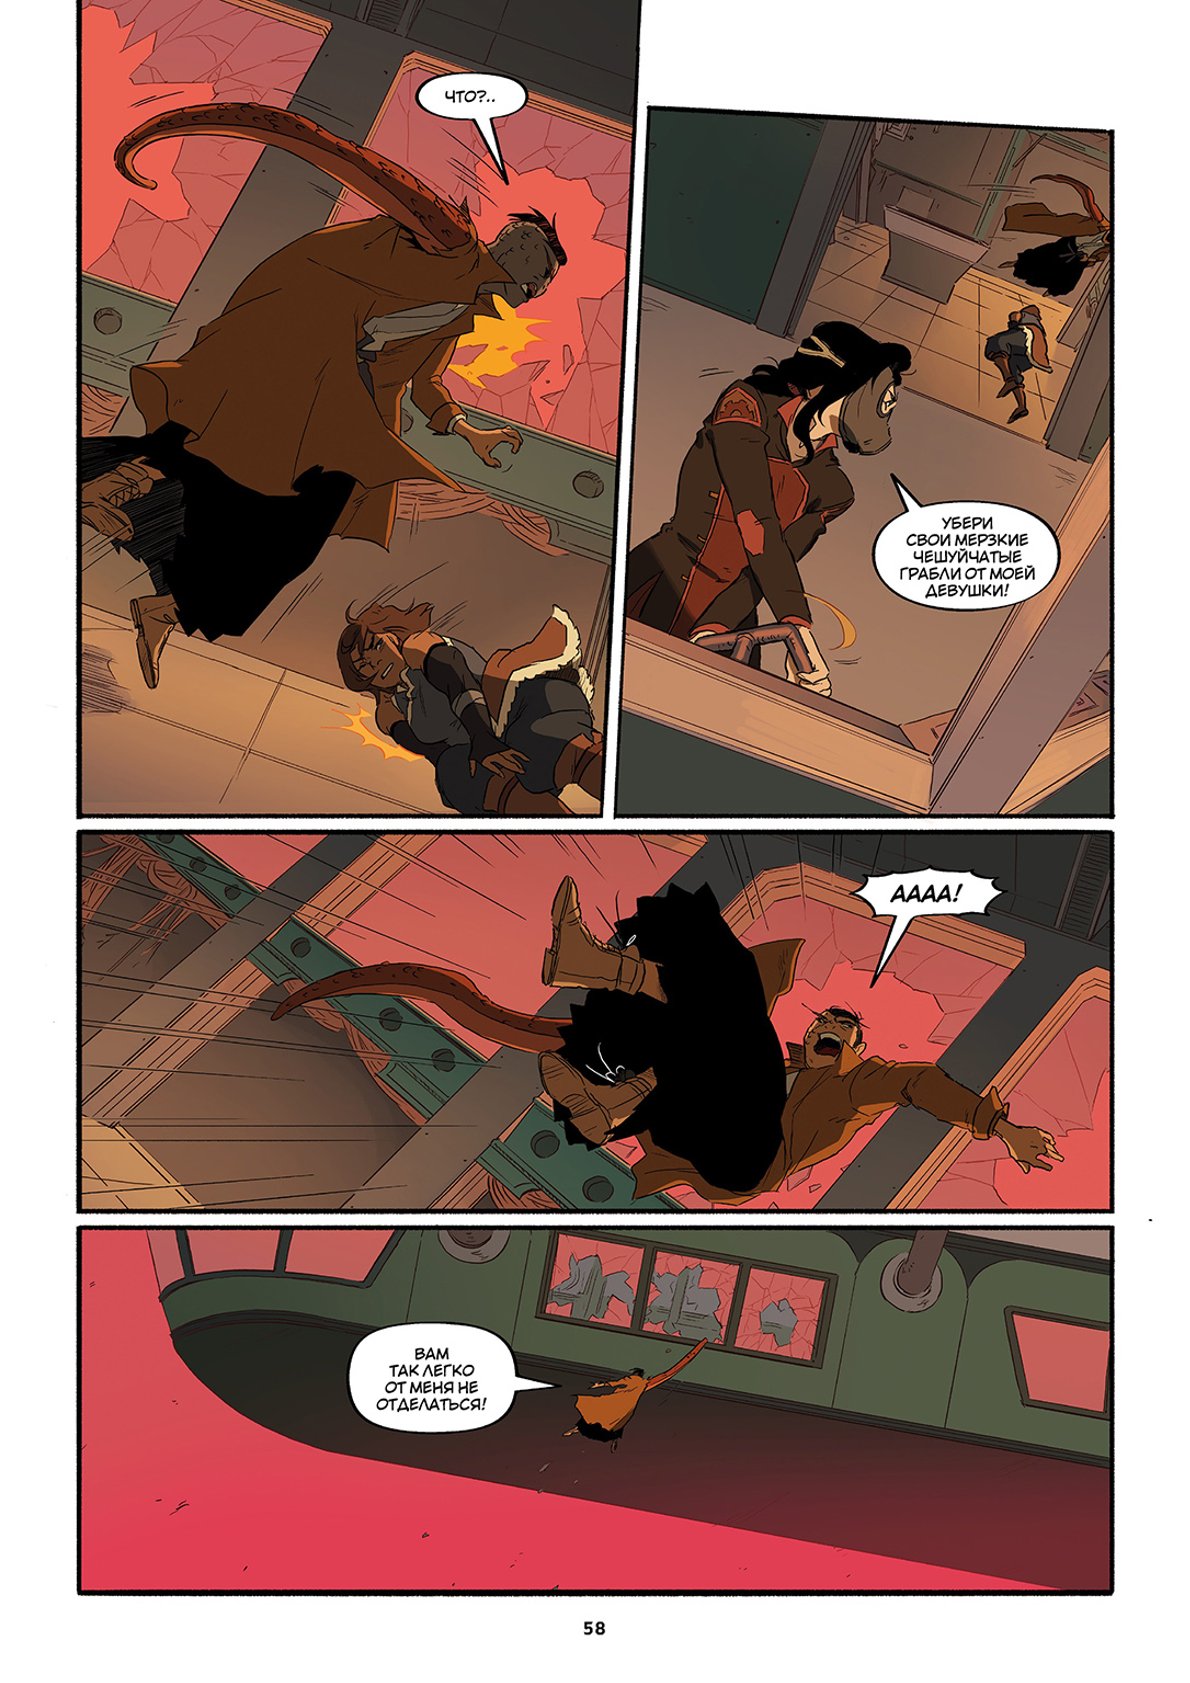 ЧТО?..
УБЕРИ
СВОИ МЕРЗКИЕ
ЧЕШУЙЧАТЫЕ
ГРАБЛИ ОТ МОЕЙ
ДЕВУШКИ!
АААА!
ВАМ
ТАК ЛЕГКО
ОТ МЕНЯ НЕ
ОТДЕЛАТЬСЯ!
58